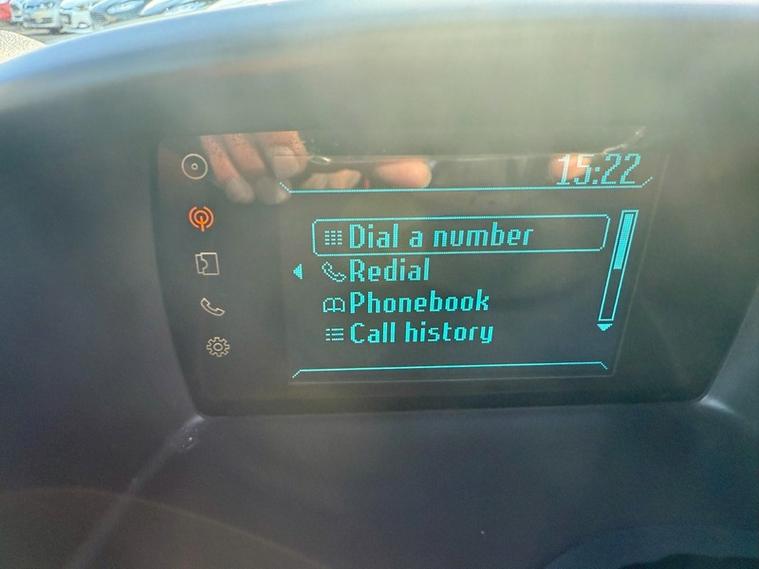 15:22
Dial a number
Redial
Phonebook
Call history